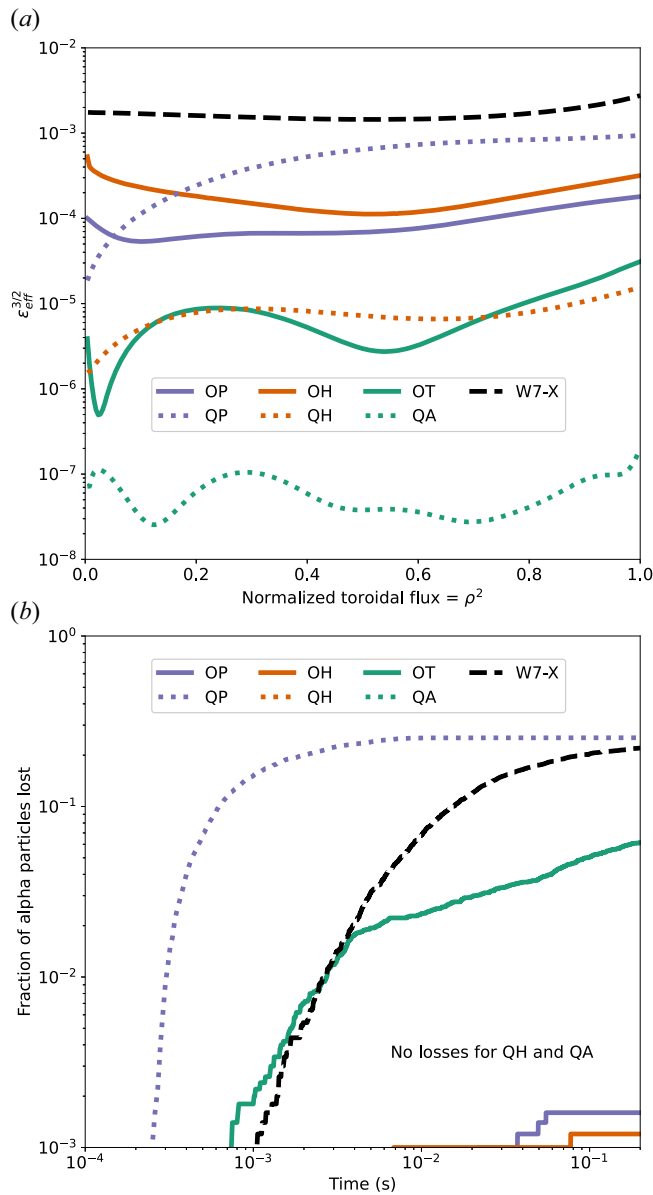 (a)
10⁻²
10⁻³
10⁻⁴
10⁻⁵
10⁻⁶
10⁻⁷
10⁻⁸
ε_eff^3/2
OP OH OT W7-X
QP QH QA
0.0 0.2 0.4 0.6 0.8 1.0
Normalized toroidal flux = ρ²
(b)
10⁰
10⁻¹
10⁻²
10⁻³
Fraction of alpha particles lost
OP OH OT W7-X
QP QH QA
No losses for QH and QA
10⁻⁴ 10⁻³ 10⁻² 10⁻¹
Time (s)